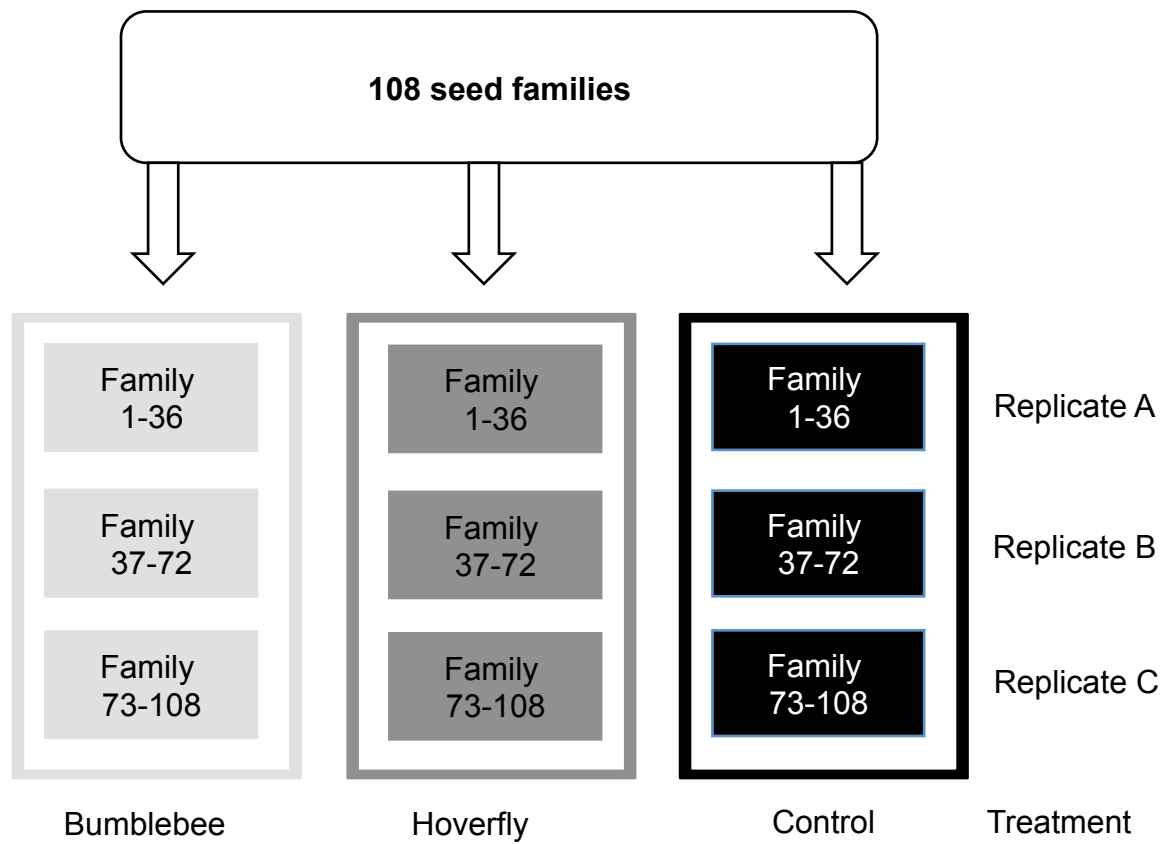 108 seed families
Family
1-36
Family
1-36
Family
1-36
Replicate A
Family
37-72
Family
37-72
Family
37-72
Replicate B
Family
73-108
Family
73-108
Family
73-108
Replicate C
Bumblebee
Hoverfly
Control
Treatment